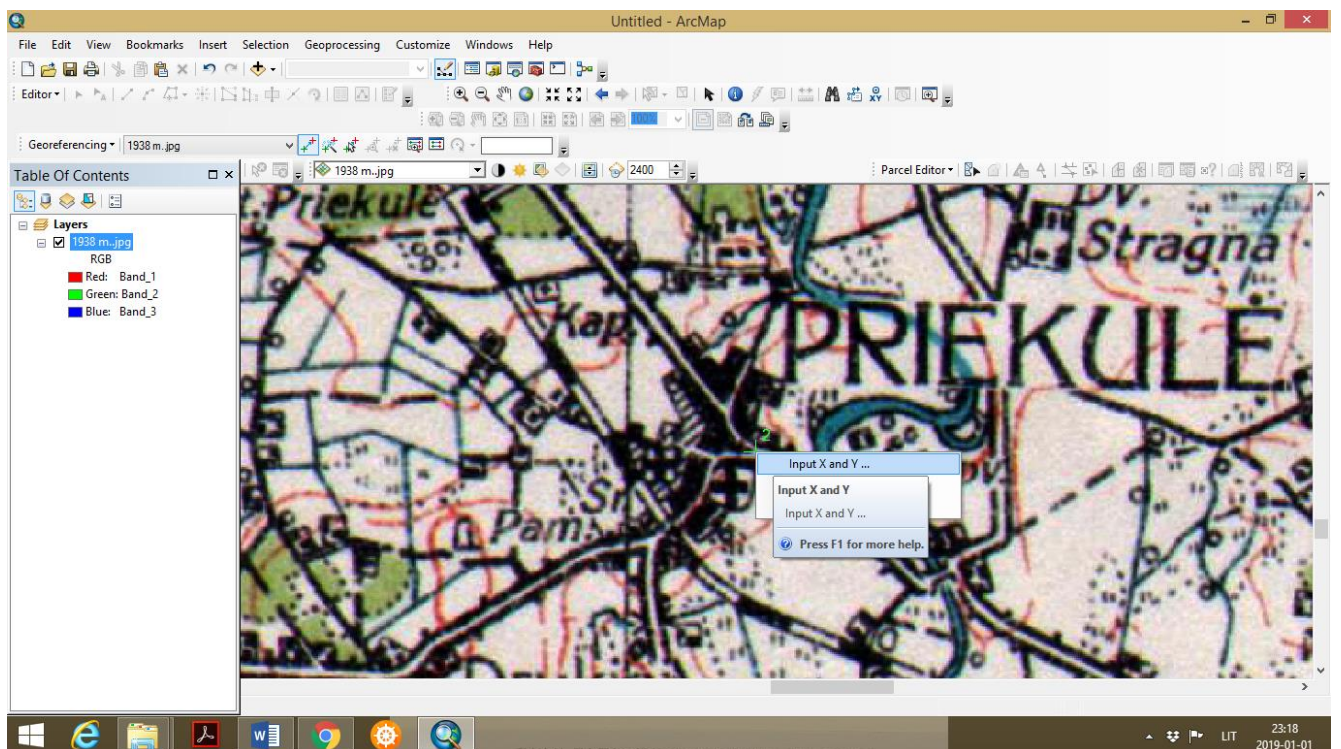 Untitled - ArcMap
File Edit View Bookmarks Insert Selection Geoprocessing Customize Windows Help
Editor
100%
Georeferencing 1938 m..jpg
Table Of Contents
1938 m..jpg 2400 Parcel Editor
Layers
1938 m..jpg
RGB
Red: Band_1
Green: Band_2
Blue: Band_3
Priekule
DV.
Stragna
Kap.
PRIEKULE
2
Input X and Y ...
Input X and Y
Input X and Y ...
Press F1 for more help.
Pam.
LIT
23:18
2019-01-01